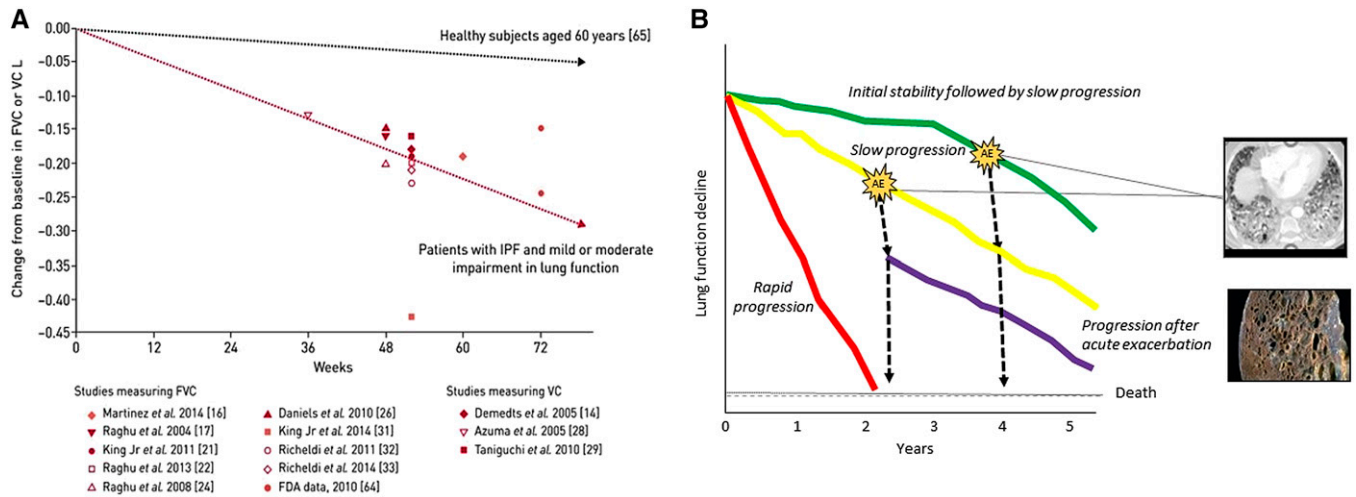 A
0.00
−0.05
−0.10
−0.15
−0.20
−0.25
−0.30
−0.35
−0.40
−0.45
Change from baseline in FVC or VC L
Healthy subjects aged 60 years [65]
Patients with IPF and mild or moderate
impairment in lung function
0 12 24 36 48 60 72
Weeks
Studies measuring FVC
Martinez et al. 2014 [16]
Raghu et al. 2004 [17]
King Jr et al. 2011 [21]
Raghu et al. 2013 [22]
Raghu et al. 2008 [24]
Daniels et al. 2010 [26]
King Jr et al. 2014 [31]
Richeldi et al. 2011 [32]
Richeldi et al. 2014 [33]
FDA data, 2010 [64]
Studies measuring VC
Demedts et al. 2005 [14]
Azuma et al. 2005 [28]
Taniguchi et al. 2010 [29]
B
Lung function decline
Initial stability followed by slow progression
Slow progression
AE
AE
Rapid
progression
Progression after
acute exacerbation
Death
0 1 2 3 4 5
Years